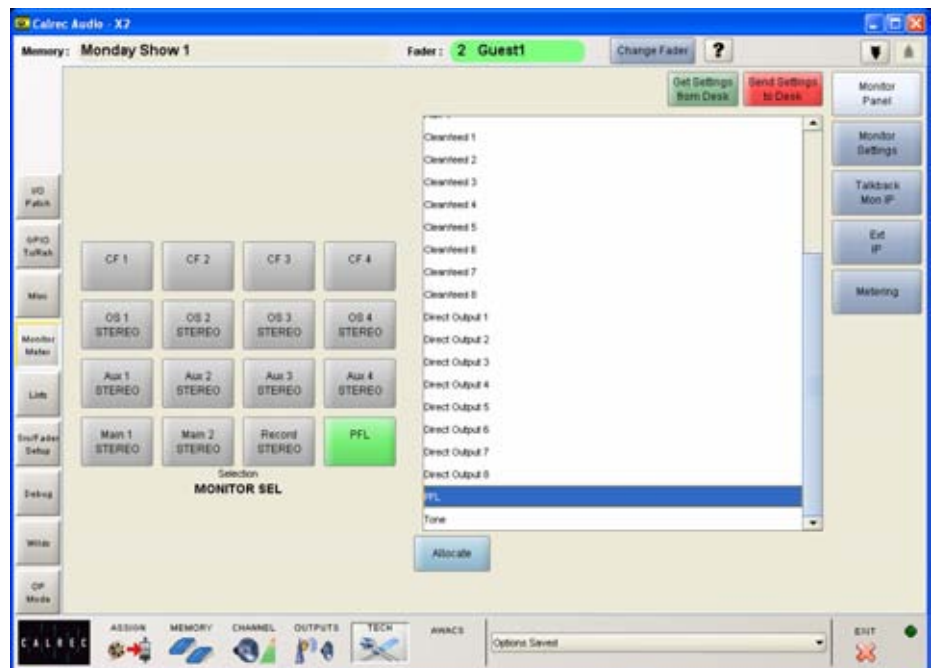 Calrec Audio - X2
Memory: Monday Show 1
Fader: 2 Guest1
Change Fader
?
Get Settings from Desk
Send Settings to Desk
Monitor Panel
Monitor Settings
Talkback Mon IP
Ext IP
Metering
I/O Patch
Misc
Monitor Meter
Lists
Setup
Debug
Wilds
OP Mode
CF 1
CF 2
CF 3
CF 4
OS 1 STEREO
OS 2 STEREO
OS 3 STEREO
OS 4 STEREO
Aux 1 STEREO
Aux 2 STEREO
Aux 3 STEREO
Aux 4 STEREO
Main 1 STEREO
Main 2 STEREO
Record STEREO
PFL
Selection
MONITOR SEL
Cleanfeed 1
Cleanfeed 2
Cleanfeed 3
Cleanfeed 4
Cleanfeed 5
Cleanfeed 6
Cleanfeed 7
Cleanfeed 8
Direct Output 1
Direct Output 2
Direct Output 3
Direct Output 4
Direct Output 5
Direct Output 6
Direct Output 7
Direct Output 8
PFL
Tone
Allocate
CALREC
ASSIGN
MEMORY
CHANNEL
OUTPUTS
TECH
AWACS
Options Saved
EXIT